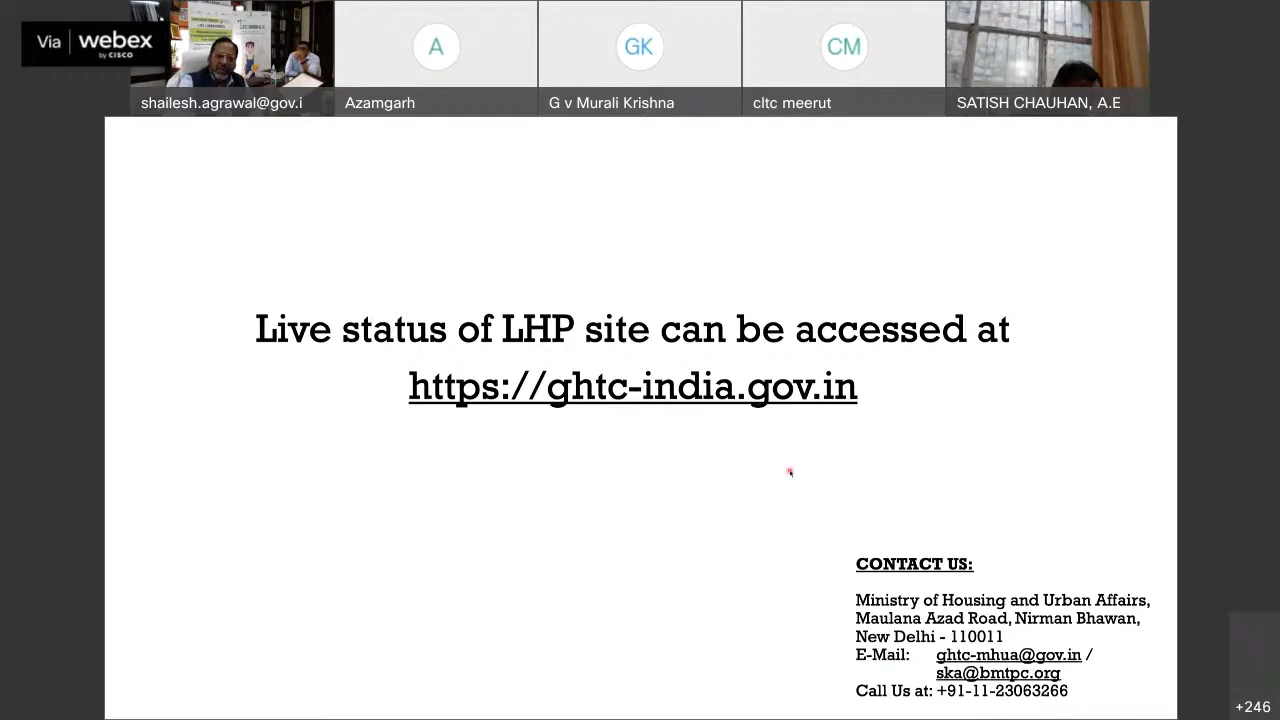 Via webex
by CISCO
shailesh.agrawal@gov.i
A
Azamgarh
GK
G v Murali Krishna
CM
cltc meerut
SATISH CHAUHAN, A.E
Live status of LHP site can be accessed at
https://ghtc-india.gov.in
CONTACT US:
Ministry of Housing and Urban Affairs,
Maulana Azad Road, Nirman Bhawan,
New Delhi - 110011
E-Mail: ghtc-mhua@gov.in /
ska@bmtpc.org
Call Us at: +91-11-23063266
+246